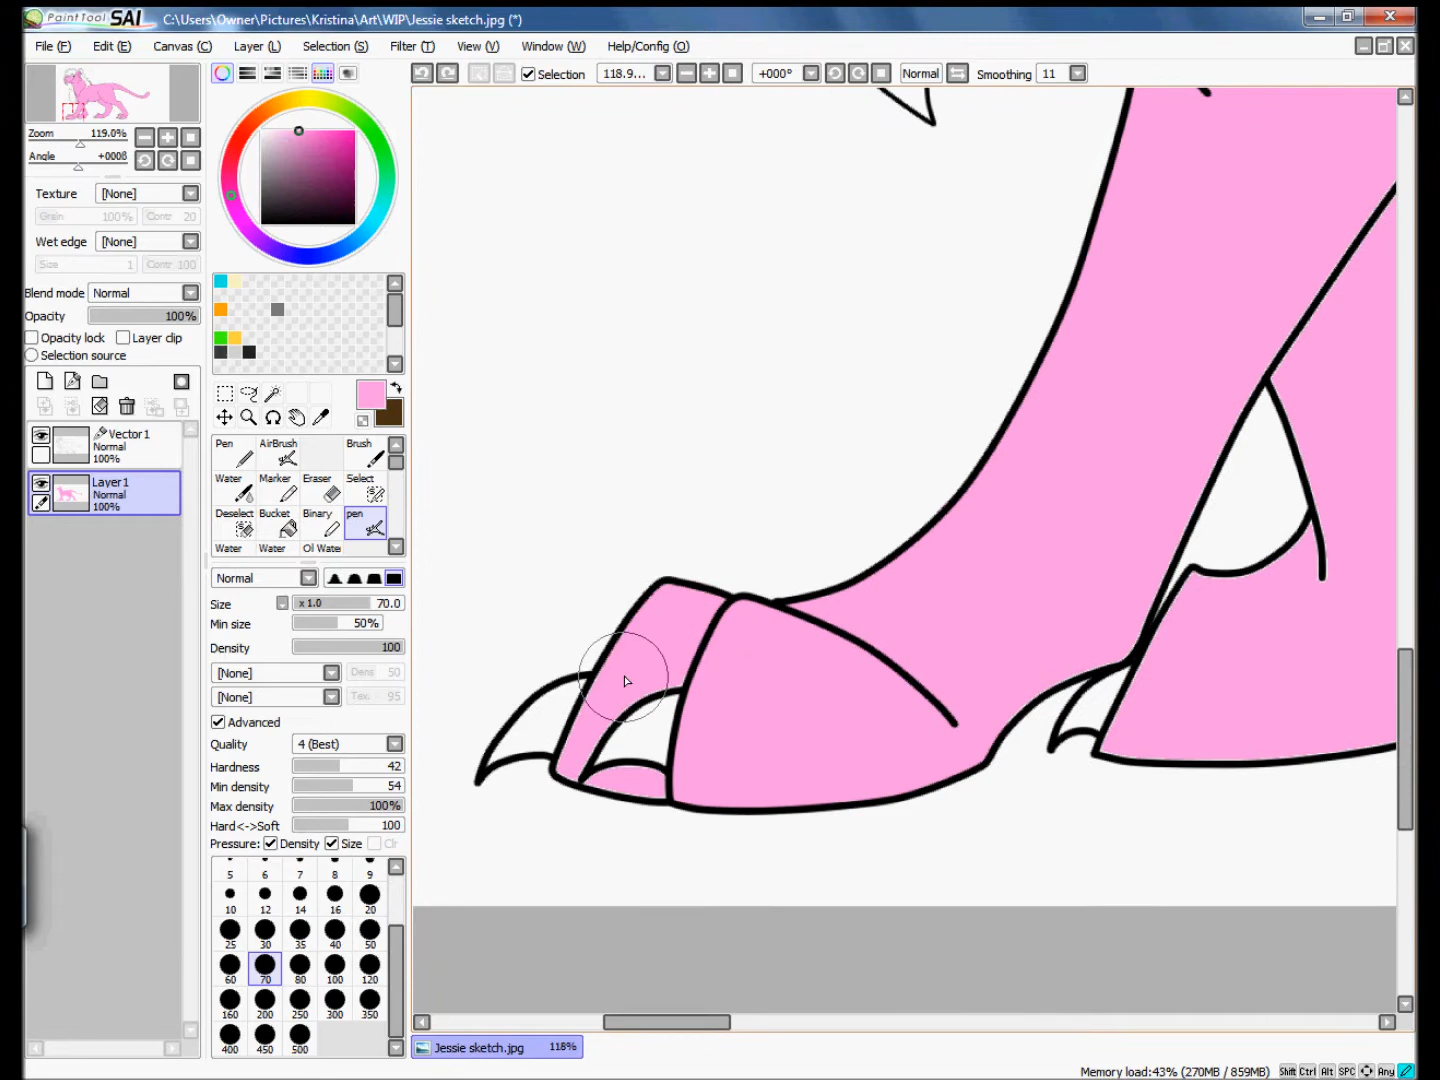 PaintTool SAI C:\Users\Owner\Pictures\Kristina\Art\WIP\Jessie sketch.jpg (*)
File (F) Edit (E) Canvas (C) Layer (L) Selection (S) Filter (T) View (V) Window (W) Help/Config (O)
Selection 118.9... +000° Normal Smoothing 11
Zoom 119.0%
Angle +000ß
Texture [None]
Grain 100% Contr 20
Wet edge [None]
Size 1 Contr 100
Blend mode Normal
Opacity 100%
Opacity lock Layer clip
Selection source
Vector1
Normal
100%
Layer1
Normal
100%
Pen AirBrush Brush
Water Marker Eraser Select
Deselect Bucket Binary pen
Water Water Ol Wate
Normal
Size x 1.0 70.0
Min size 50%
Density 100
[None] Dens 50
[None] Tex. 95
Advanced
Quality 4 (Best)
Hardness 42
Min density 54
Max density 100%
Hard<->Soft 100
Pressure: Density Size Clr
5 6 7 8 9
10 12 14 16 20
25 30 35 40 50
60 70 80 100 120
160 200 250 300 350
400 450 500
Jessie sketch.jpg 118%
Memory load:43% (270MB / 859MB) Shift Ctrl Alt SPC Any